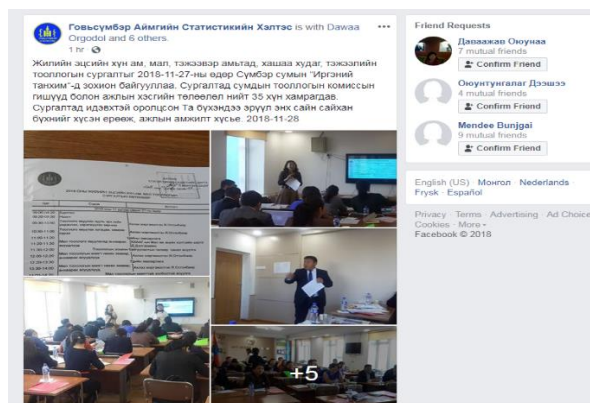 Говьсүмбэр Аймгийн Статистикийн Хэлтэс is with Dawaa
Orgodol and 6 others.
1 hr
Жилийн эцсийн хүн ам, мал, тэжээвэр амьтад, хашаа худаг, тэжээлийн
тооллогын сургалтыг 2018-11-27-ны өдөр Сүмбэр сумын "Иргэний
танхим"-д зохион байгууллаа. Сургалтад сумдын тооллогын комиссын
гишүүд болон ажлын хэсгийн төлөөлөл нийт 35 хүн хамрагдав.
Сургалтад идэвхтэй оролцсон Та бүхэндээ эрүүл энх сайн сайхан
бүхнийг хүсэн ерөөж, ажлын амжилт хүсье. 2018-11-28
+5
Friend Requests
Даваажав Оюунаа
7 mutual friends
Confirm Friend
Оюунтунгалаг Дээшээ
4 mutual friends
Confirm Friend
Mendee Bunjgai
9 mutual friends
Confirm Friend
English (US) · Монгол · Nederlands
Frysk · Español
Privacy · Terms · Advertising · Ad Choice
Cookies · More
Facebook © 2018